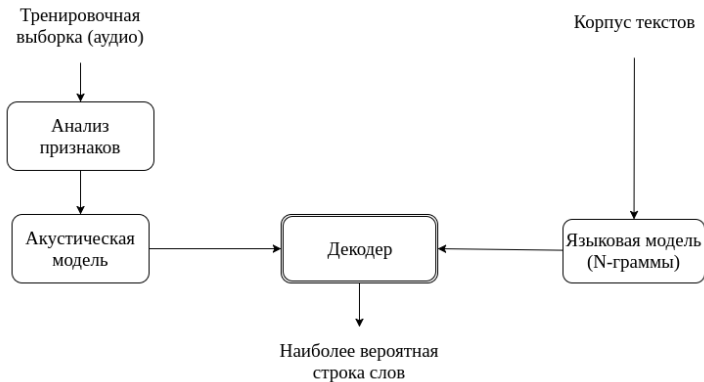 Тренировочная
выборка (аудио)
Корпус текстов
Анализ
признаков
Акустическая
модель
Декодер
Языковая модель
(N-граммы)
Наиболее вероятная
строка слов